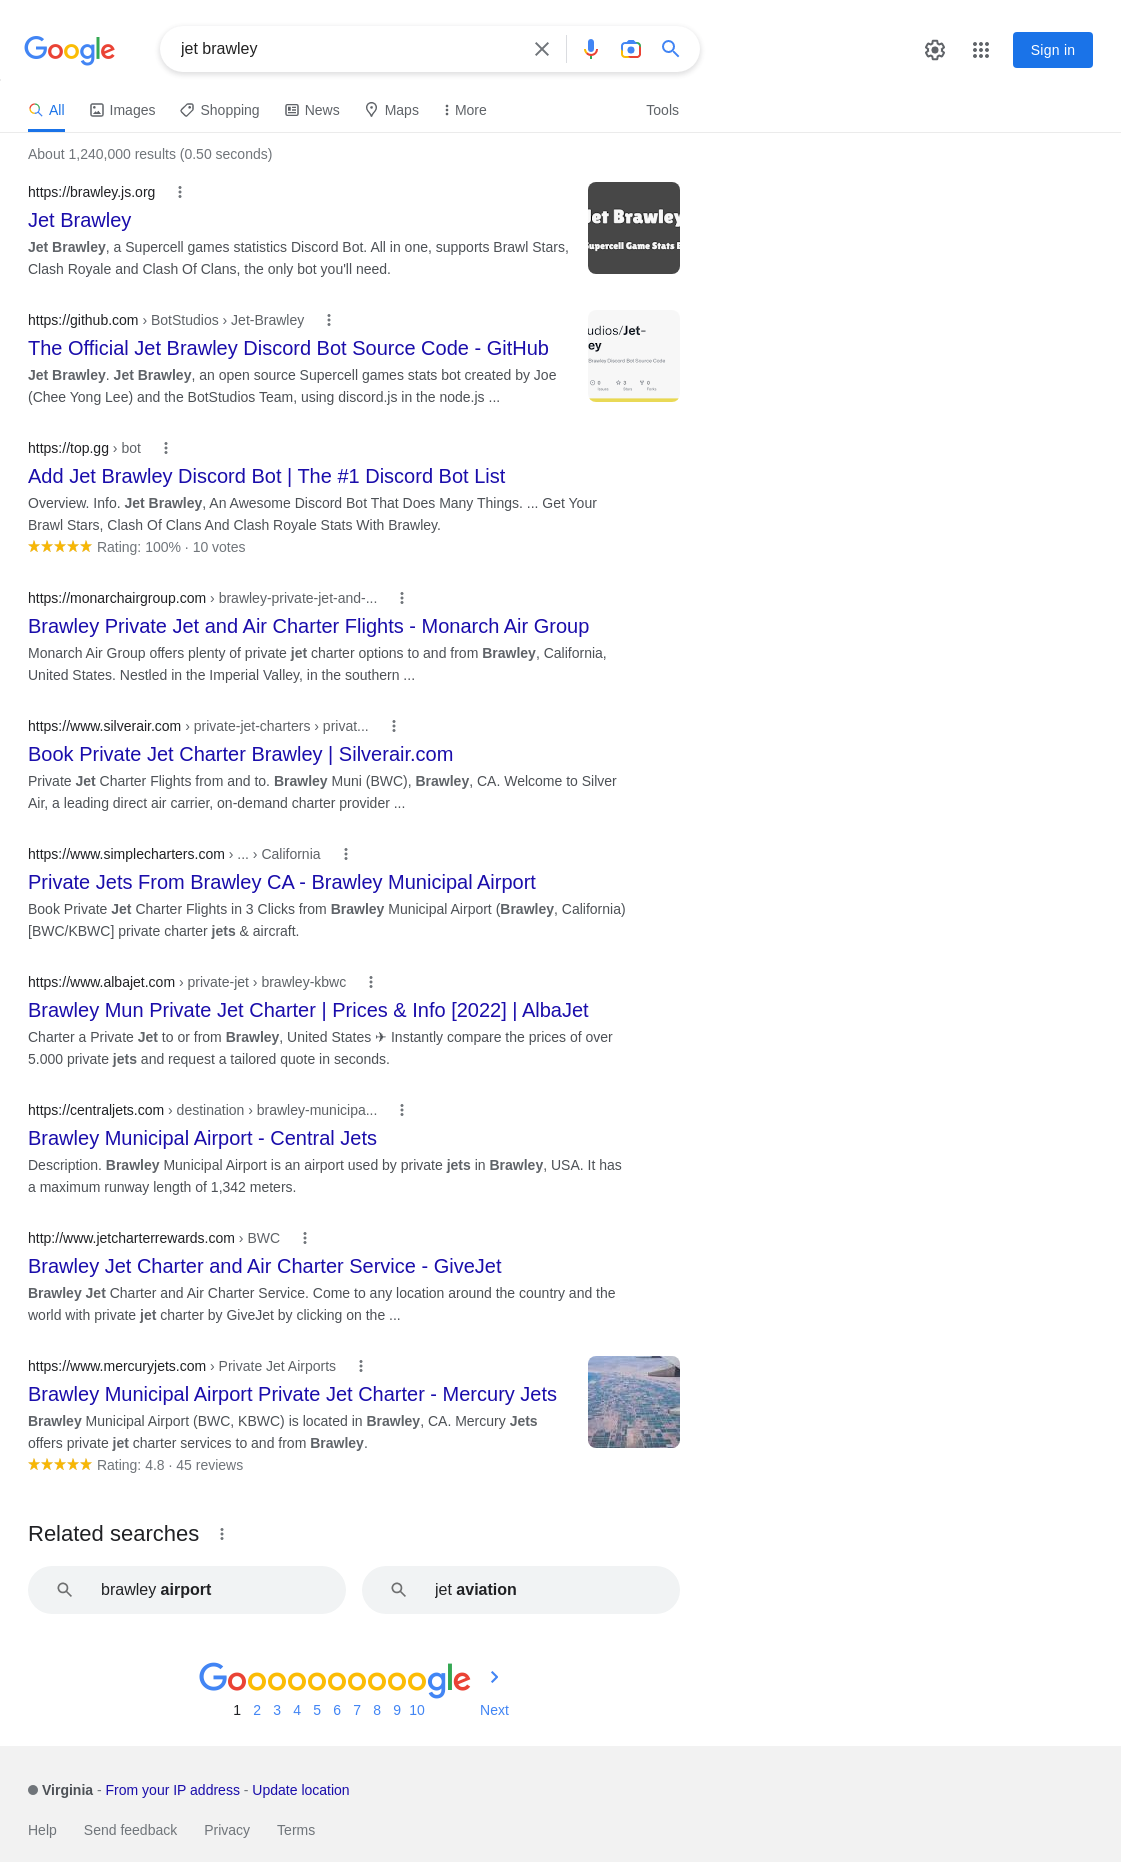 Google
jet brawley
Sign in
All Images Shopping News Maps More Tools
About 1,240,000 results (0.50 seconds)
https://brawley.js.org
Jet Brawley
Jet Brawley, a Supercell games statistics Discord Bot. All in one, supports Brawl Stars,
Clash Royale and Clash Of Clans, the only bot you'll need.
Jet Brawley
Supercell Game Stats B
https://github.com › BotStudios › Jet-Brawley
The Official Jet Brawley Discord Bot Source Code - GitHub
Jet Brawley. Jet Brawley, an open source Supercell games stats bot created by Joe
(Chee Yong Lee) and the BotStudios Team, using discord.js in the node.js ...
udios/Jet-
ey
Brawley Discord Bot Source Code
0 3 0
Issues Stars Forks
https://top.gg › bot
Add Jet Brawley Discord Bot | The #1 Discord Bot List
Overview. Info. Jet Brawley, An Awesome Discord Bot That Does Many Things. ... Get Your
Brawl Stars, Clash Of Clans And Clash Royale Stats With Brawley.
Rating: 100% · 10 votes
https://monarchairgroup.com › brawley-private-jet-and-...
Brawley Private Jet and Air Charter Flights - Monarch Air Group
Monarch Air Group offers plenty of private jet charter options to and from Brawley, California,
United States. Nestled in the Imperial Valley, in the southern ...
https://www.silverair.com › private-jet-charters › privat...
Book Private Jet Charter Brawley | Silverair.com
Private Jet Charter Flights from and to. Brawley Muni (BWC), Brawley, CA. Welcome to Silver
Air, a leading direct air carrier, on-demand charter provider ...
https://www.simplecharters.com › ... › California
Private Jets From Brawley CA - Brawley Municipal Airport
Book Private Jet Charter Flights in 3 Clicks from Brawley Municipal Airport (Brawley, California)
[BWC/KBWC] private charter jets & aircraft.
https://www.albajet.com › private-jet › brawley-kbwc
Brawley Mun Private Jet Charter | Prices & Info [2022] | AlbaJet
Charter a Private Jet to or from Brawley, United States ✈ Instantly compare the prices of over
5.000 private jets and request a tailored quote in seconds.
https://centraljets.com › destination › brawley-municipa...
Brawley Municipal Airport - Central Jets
Description. Brawley Municipal Airport is an airport used by private jets in Brawley, USA. It has
a maximum runway length of 1,342 meters.
http://www.jetcharterrewards.com › BWC
Brawley Jet Charter and Air Charter Service - GiveJet
Brawley Jet Charter and Air Charter Service. Come to any location around the country and the
world with private jet charter by GiveJet by clicking on the ...
https://www.mercuryjets.com › Private Jet Airports
Brawley Municipal Airport Private Jet Charter - Mercury Jets
Brawley Municipal Airport (BWC, KBWC) is located in Brawley, CA. Mercury Jets
offers private jet charter services to and from Brawley.
Rating: 4.8 · 45 reviews
Related searches
brawley airport
jet aviation
Goooooooooogle
1 2 3 4 5 6 7 8 9 10 Next
Virginia - From your IP address - Update location
Help Send feedback Privacy Terms